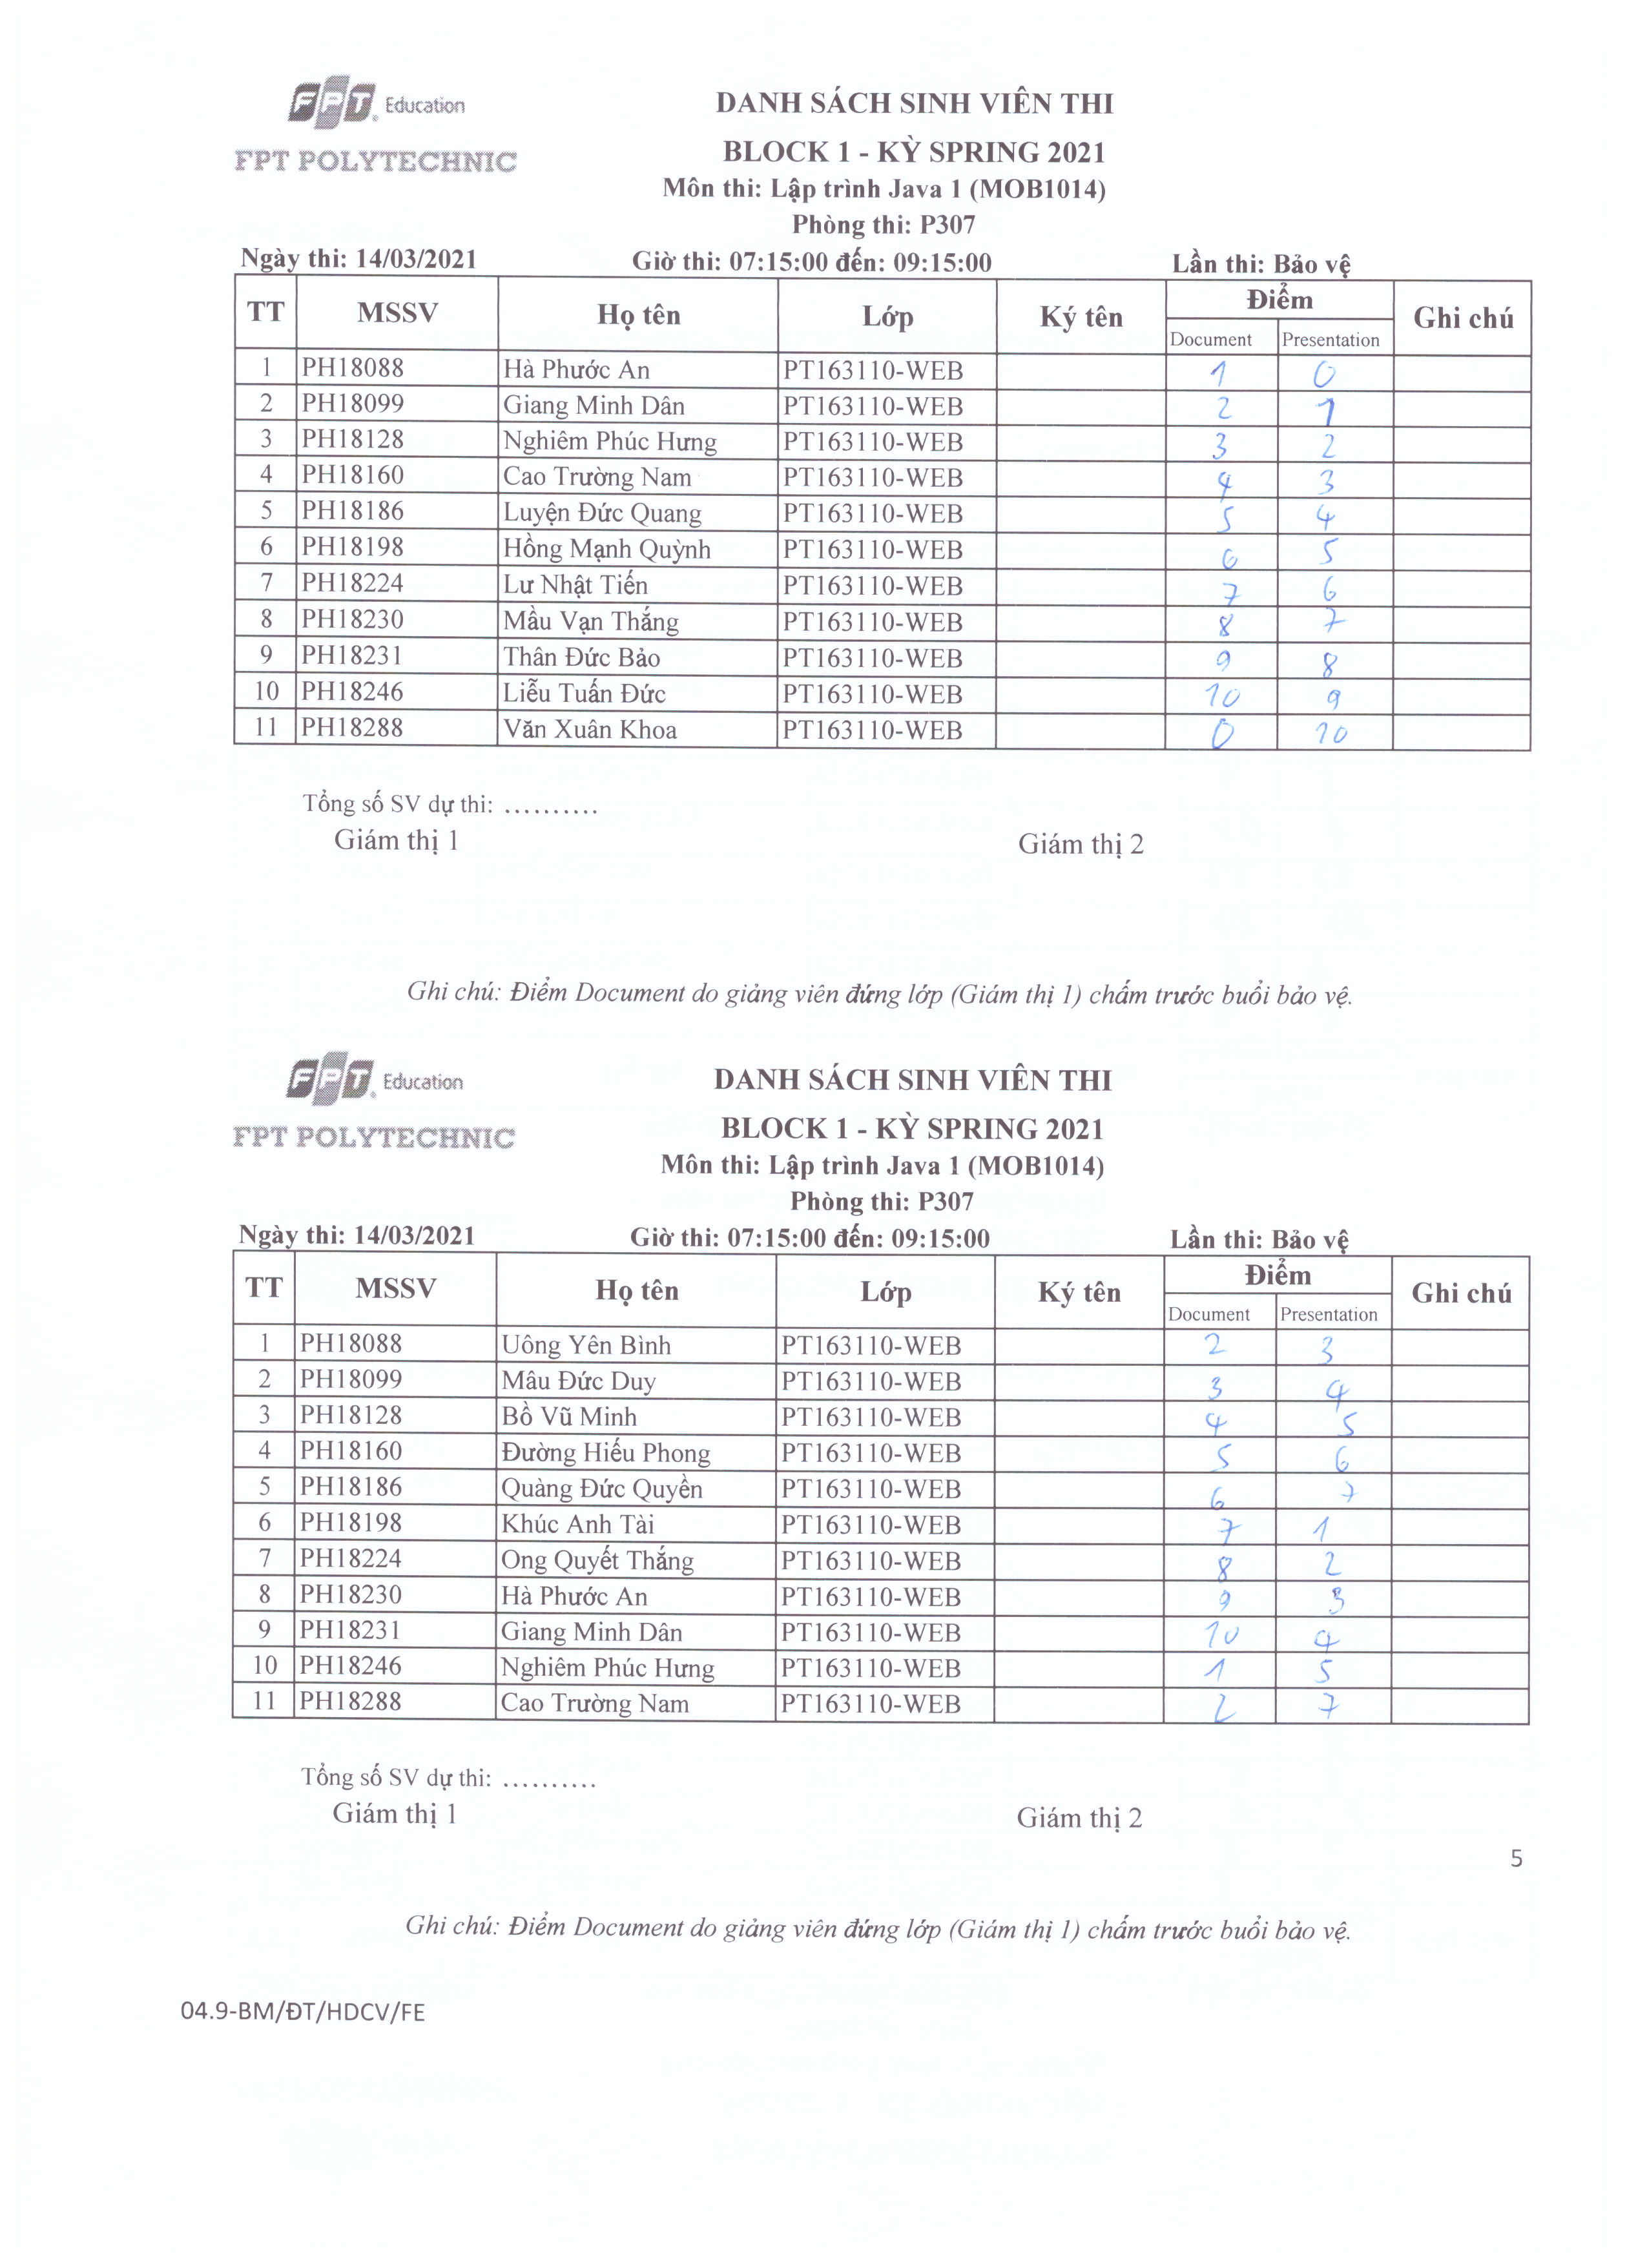 FPT Education
FPT POLYTECHNIC
DANH SÁCH SINH VIÊN THI
BLOCK 1 - KỲ SPRING 2021
Môn thi: Lập trình Java 1 (MOB1014)
Phòng thi: P307
Ngày thi: 14/03/2021 Giờ thi: 07:15:00 đến: 09:15:00 Lần thi: Bảo vệ
TT MSSV Họ tên Lớp Ký tên Điểm Ghi chú
Document Presentation
1 PH18088 Hà Phước An PT163110-WEB 1 0
2 PH18099 Giang Minh Dân PT163110-WEB 2 1
3 PH18128 Nghiêm Phúc Hưng PT163110-WEB 3 2
4 PH18160 Cao Trường Nam PT163110-WEB 4 3
5 PH18186 Luyện Đức Quang PT163110-WEB 5 4
6 PH18198 Hồng Mạnh Quỳnh PT163110-WEB 6 5
7 PH18224 Lư Nhật Tiến PT163110-WEB 7 6
8 PH18230 Mầu Vạn Thắng PT163110-WEB 8 7
9 PH18231 Thân Đức Bảo PT163110-WEB 9 8
10 PH18246 Liễu Tuấn Đức PT163110-WEB 10 9
11 PH18288 Văn Xuân Khoa PT163110-WEB 0 10
Tổng số SV dự thi: ..........
Giám thị 1 Giám thị 2
Ghi chú: Điểm Document do giảng viên đứng lớp (Giám thị 1) chấm trước buổi bảo vệ.
FPT Education
FPT POLYTECHNIC
DANH SÁCH SINH VIÊN THI
BLOCK 1 - KỲ SPRING 2021
Môn thi: Lập trình Java 1 (MOB1014)
Phòng thi: P307
Ngày thi: 14/03/2021 Giờ thi: 07:15:00 đến: 09:15:00 Lần thi: Bảo vệ
TT MSSV Họ tên Lớp Ký tên Điểm Ghi chú
Document Presentation
1 PH18088 Uông Yên Bình PT163110-WEB 2 3
2 PH18099 Mâu Đức Duy PT163110-WEB 3 4
3 PH18128 Bồ Vũ Minh PT163110-WEB 4 5
4 PH18160 Đường Hiếu Phong PT163110-WEB 5 6
5 PH18186 Quàng Đức Quyền PT163110-WEB 6 7
6 PH18198 Khúc Anh Tài PT163110-WEB 7 1
7 PH18224 Ong Quyết Thắng PT163110-WEB 8 2
8 PH18230 Hà Phước An PT163110-WEB 9 3
9 PH18231 Giang Minh Dân PT163110-WEB 10 4
10 PH18246 Nghiêm Phúc Hưng PT163110-WEB 1 5
11 PH18288 Cao Trường Nam PT163110-WEB 2 7
Tổng số SV dự thi: ..........
Giám thị 1 Giám thị 2
5
Ghi chú: Điểm Document do giảng viên đứng lớp (Giám thị 1) chấm trước buổi bảo vệ.
04.9-BM/ĐT/HDCV/FE